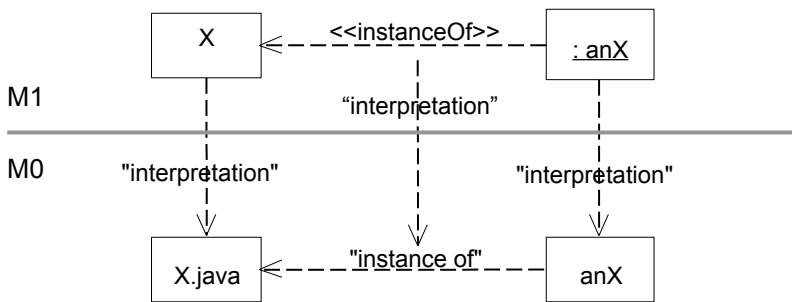 X
<<instanceOf>>
: anX
M1
“interpretation”
M0
"interpretation"
"interpretation"
X.java
"instance of"
anX